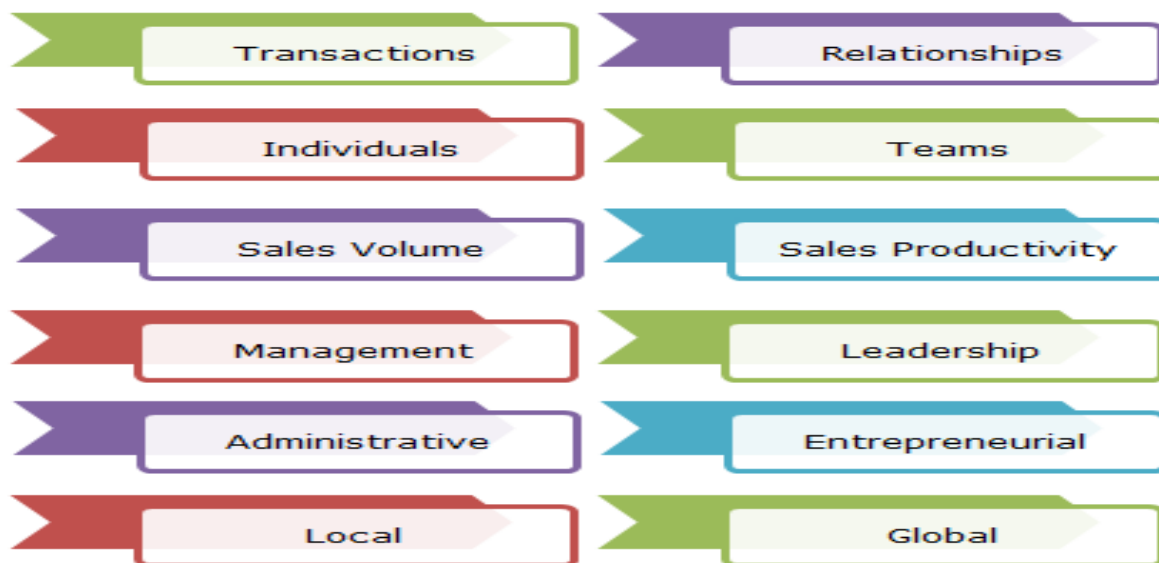 Transactions
Relationships
Individuals
Teams
Sales Volume
Sales Productivity
Management
Leadership
Administrative
Entrepreneurial
Local
Global